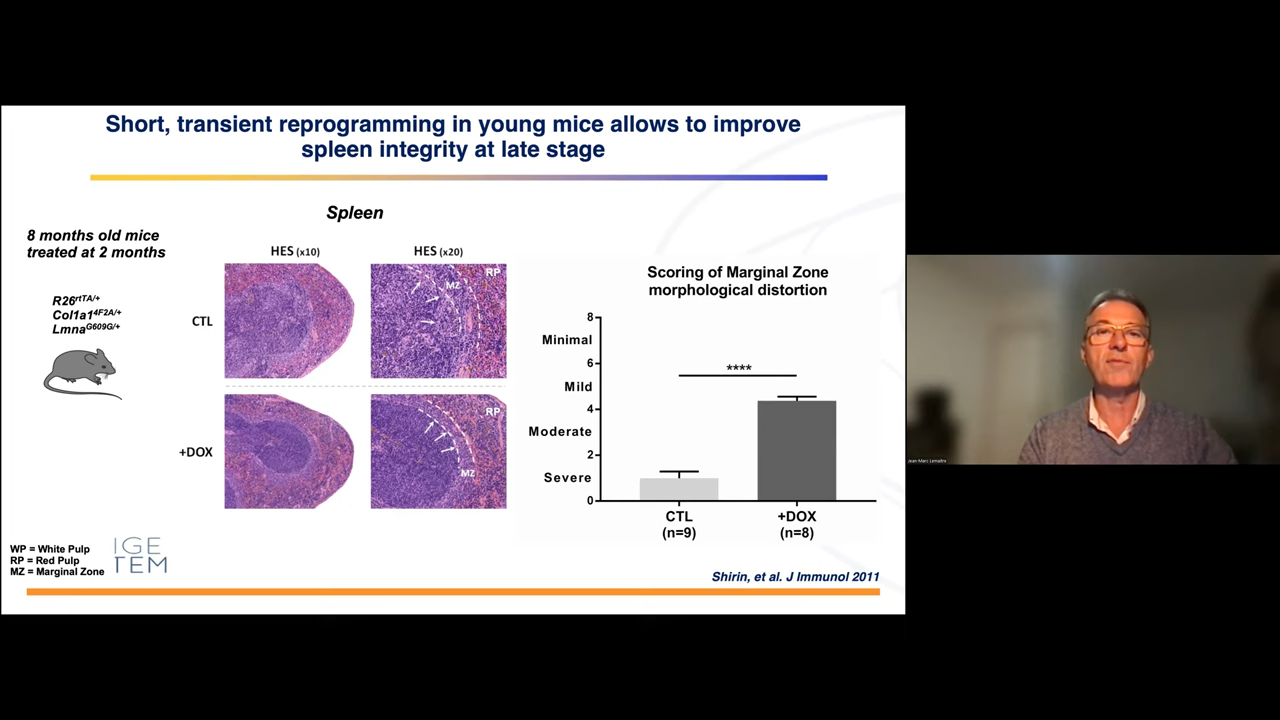 Short, transient reprogramming in young mice allows to improve
spleen integrity at late stage
Spleen
8 months old mice
treated at 2 months
R26rtTA/+
Col1a14F2A/+
LmnaG609G/+
HES (x10)
HES (x20)
CTL
RP
MZ
+DOX
RP
MZ
Scoring of Marginal Zone
morphological distortion
8
Minimal
6
Mild
4
Moderate
2
Severe
0
****
CTL
(n=9)
+DOX
(n=8)
WP = White Pulp
RP = Red Pulp
MZ = Marginal Zone
IGE
TEM
Shirin, et al. J Immunol 2011
Jean-Marc Lemaitre